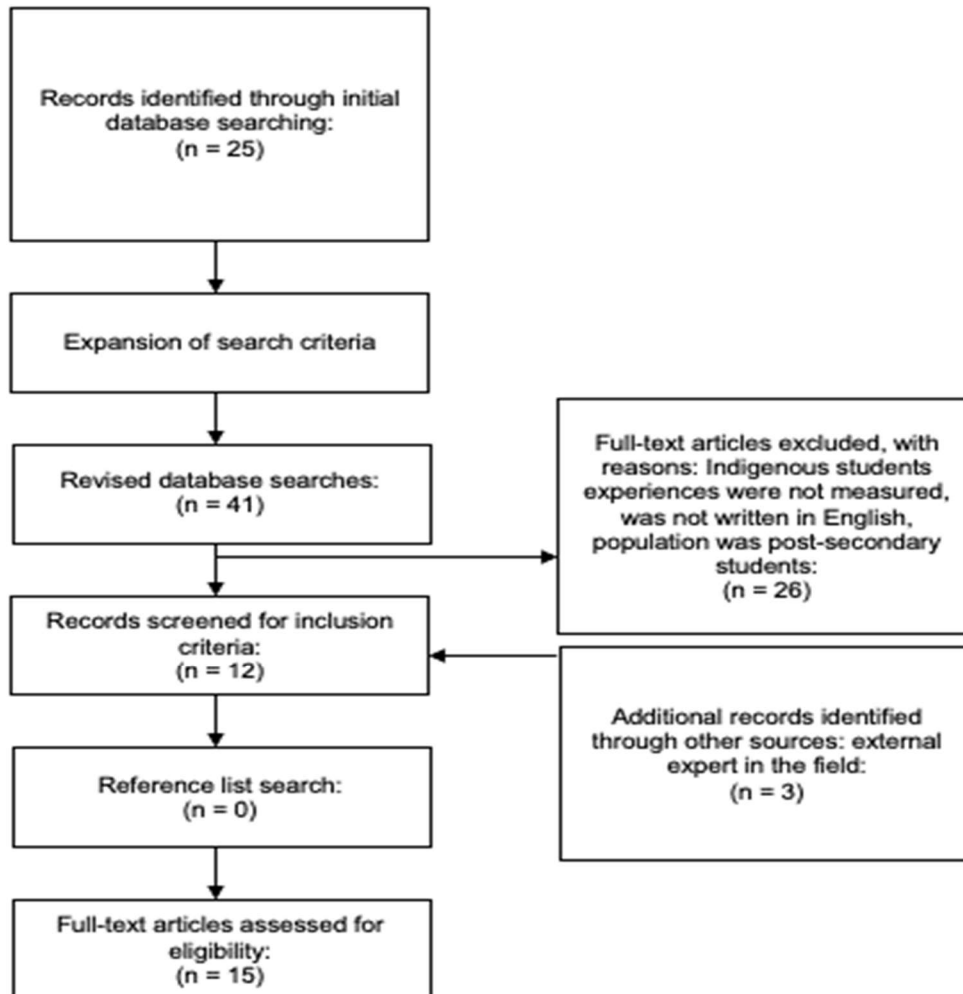 Records identified through initial
database searching:
(n = 25)
Expansion of search criteria
Revised database searches:
(n = 41)
Full-text articles excluded, with
reasons: Indigenous students
experiences were not measured,
was not written in English,
population was post-secondary
students:
(n = 26)
Records screened for inclusion
criteria:
(n = 12)
Additional records identified
through other sources: external
expert in the field:
(n = 3)
Reference list search:
(n = 0)
Full-text articles assessed for
eligibility:
(n = 15)